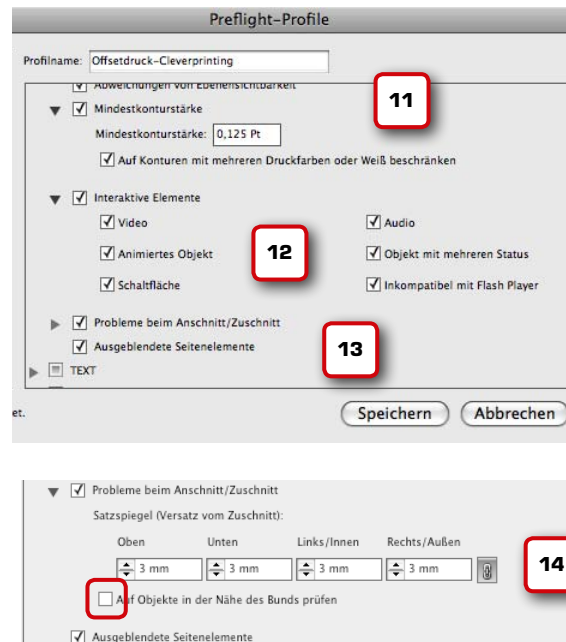 Preflight-Profile
Profilname: Offsetdruck-Cleverprinting
Abweichungen von Ebenensichtbarkeit
11
Mindestkonturstärke
Mindestkonturstärke: 0,125 Pt
Auf Konturen mit mehreren Druckfarben oder Weiß beschränken
Interaktive Elemente
Video
Audio
Animiertes Objekt
12
Objekt mit mehreren Status
Schaltfläche
Inkompatibel mit Flash Player
Probleme beim Anschnitt/Zuschnitt
Ausgeblendete Seitenelemente
13
TEXT
et.
Speichern
Abbrechen
Probleme beim Anschnitt/Zuschnitt
Satzspiegel (Versatz vom Zuschnitt):
Oben Unten Links/Innen Rechts/Außen
3 mm 3 mm 3 mm 3 mm
14
Auf Objekte in der Nähe des Bunds prüfen
Ausgeblendete Seitenelemente